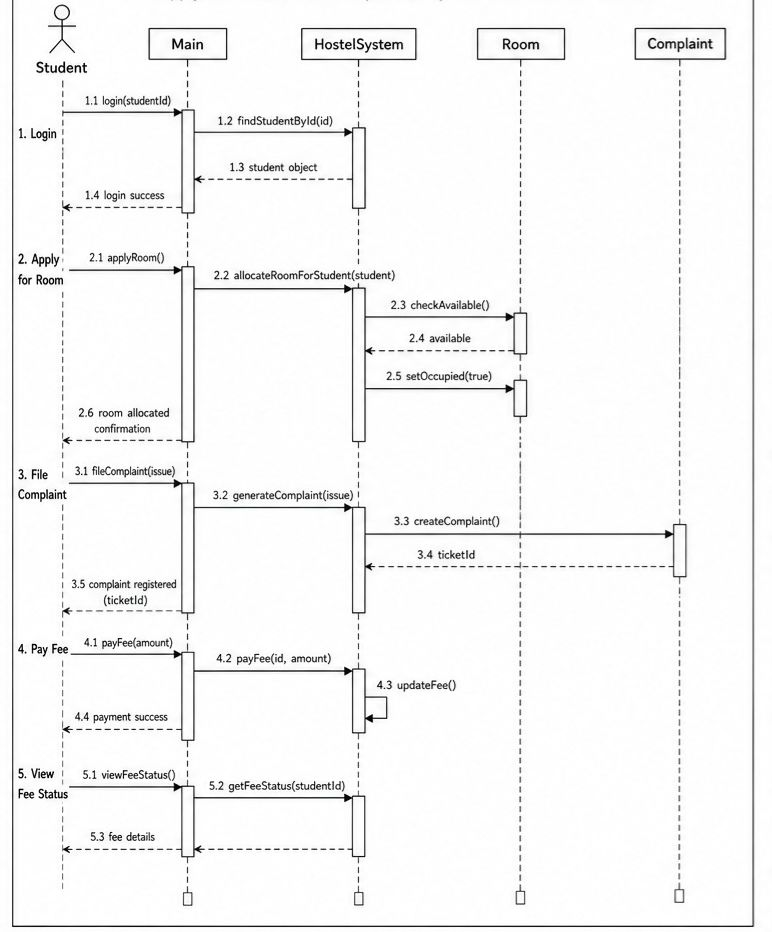 Student
Main
HostelSystem
Room
Complaint
1.1 login(studentId)
1.2 findStudentById(id)
1. Login
1.3 student object
1.4 login success
2. Apply
for Room
2.1 applyRoom()
2.2 allocateRoomForStudent(student)
2.3 checkAvailable()
2.4 available
2.5 setOccupied(true)
2.6 room allocated
confirmation
3. File
Complaint
3.1 fileComplaint(issue)
3.2 generateComplaint(issue)
3.3 createComplaint()
3.4 ticketId
3.5 complaint registered
(ticketId)
4. Pay Fee
4.1 payFee(amount)
4.2 payFee(id, amount)
4.3 updateFee()
4.4 payment success
5. View
Fee Status
5.1 viewFeeStatus()
5.2 getFeeStatus(studentId)
5.3 fee details